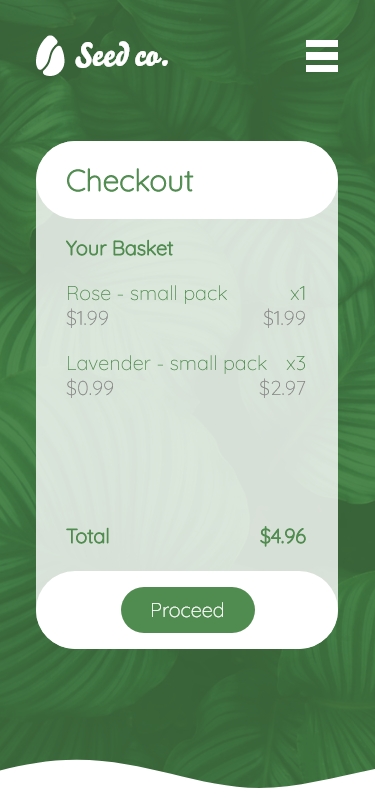 Seed co.
Checkout
Your Basket
Rose - small pack x1
$1.99 $1.99
Lavender - small pack x3
$0.99 $2.97
Total $4.96
Proceed